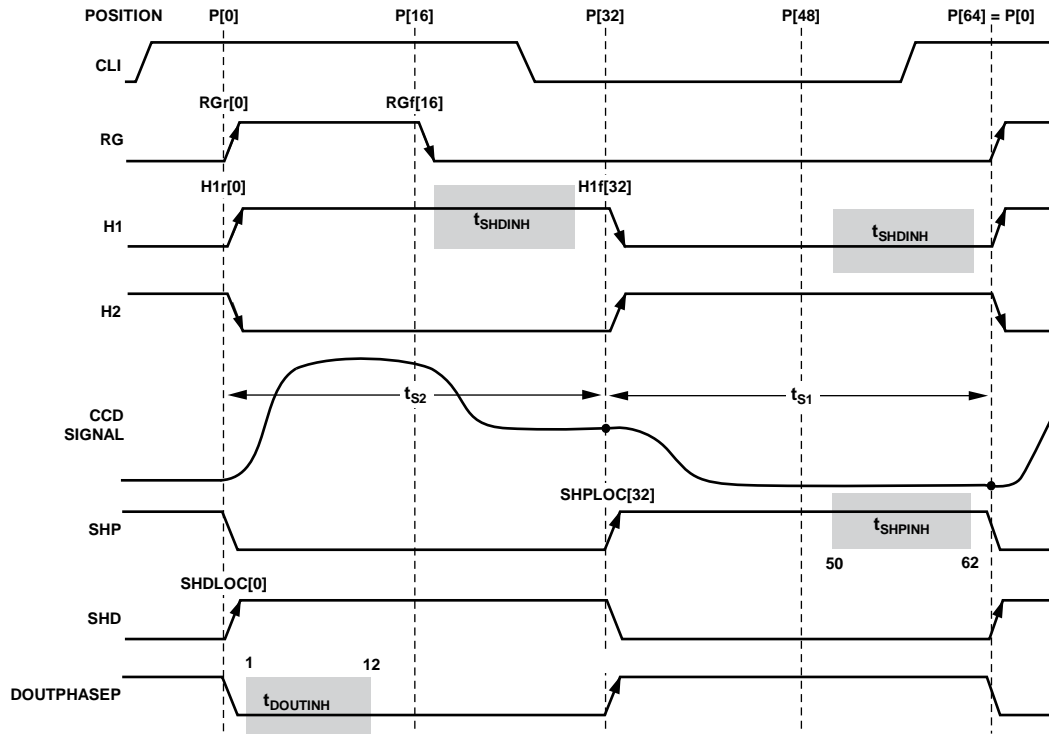 POSITION P[0] P[16] P[32] P[48] P[64] = P[0]
CLI
RGr[0] RGf[16]
RG
H1r[0] H1f[32]
H1 tSHDINH tSHDINH
H2
tS2 tS1
CCD
SIGNAL
SHPLOC[32]
SHP tSHPINH
50 62
SHDLOC[0]
SHD
1 12
DOUTPHASEP tDOUTINH